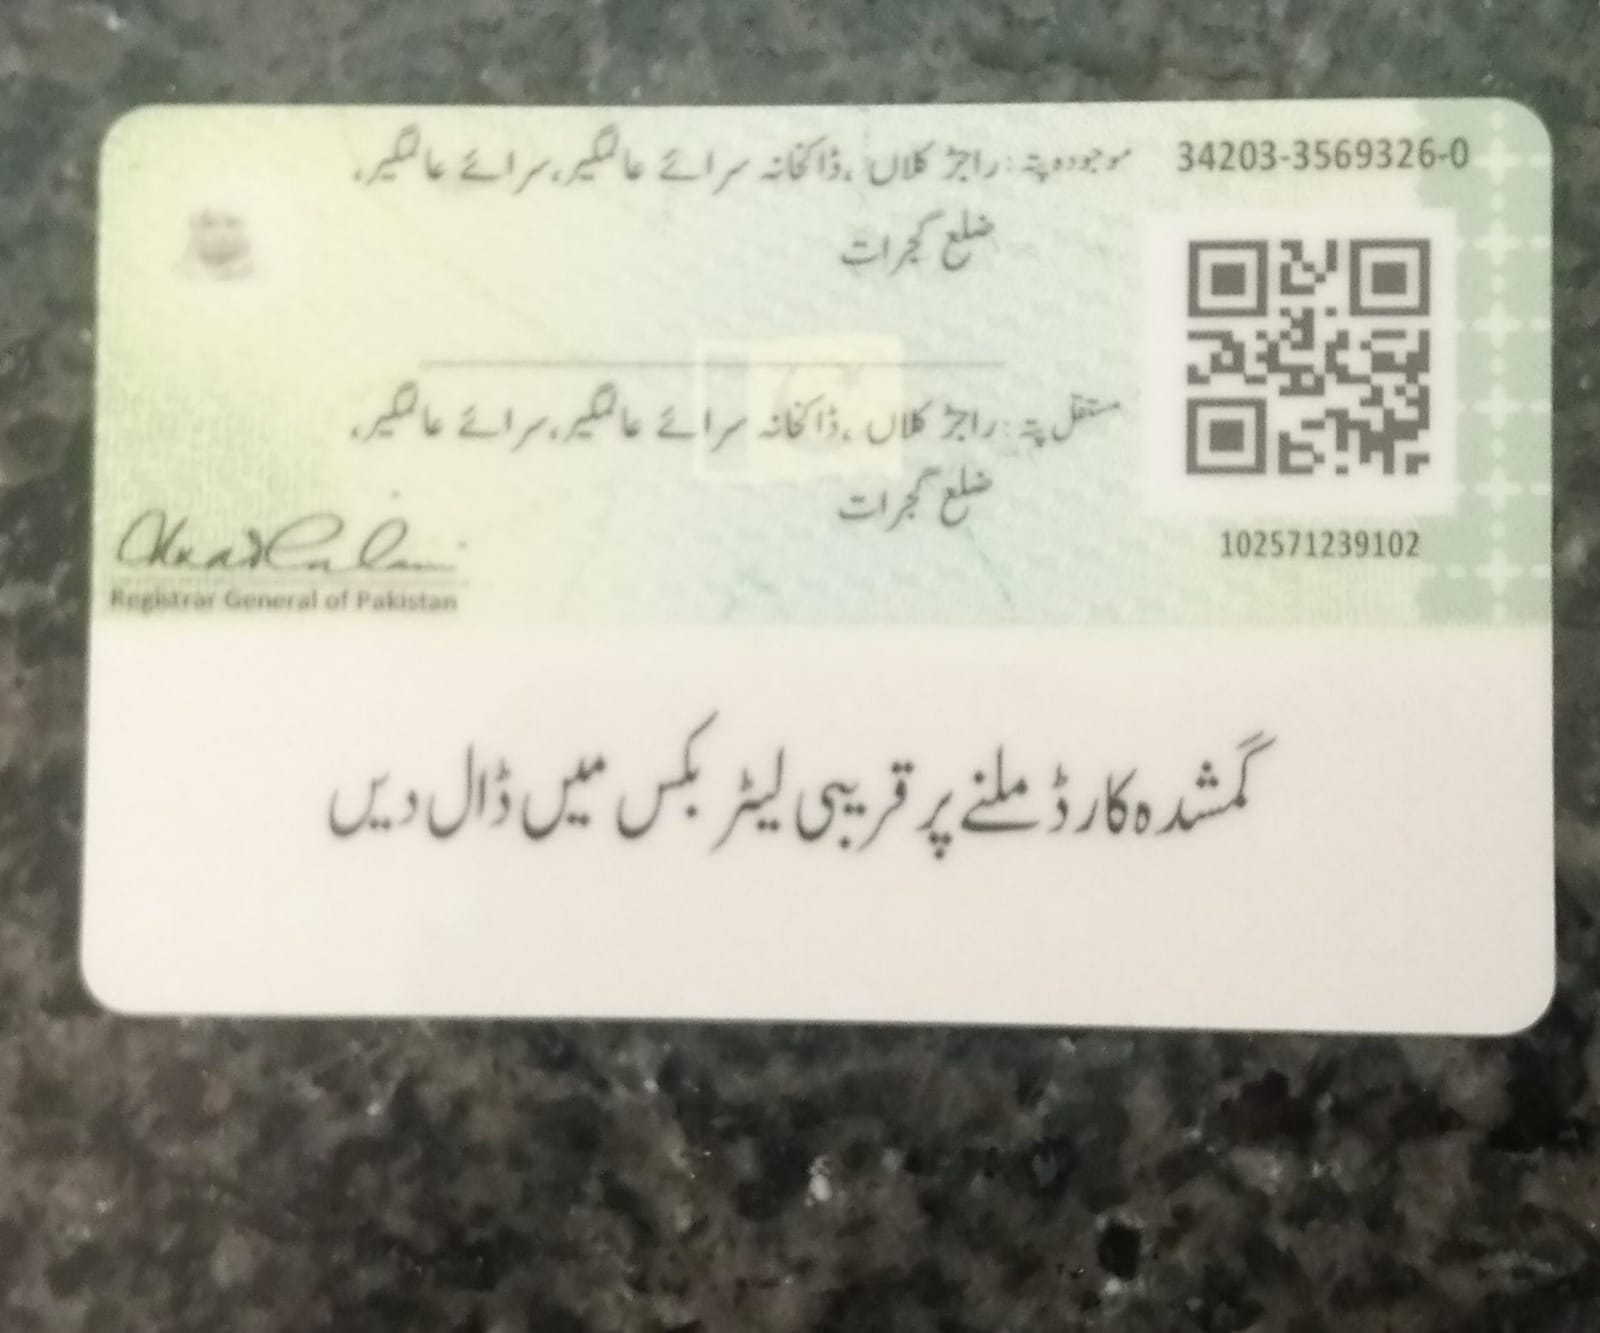 34203-3569326-0
موجودہ پتہ: راجڑ کلاں، ڈاکخانہ سرائے عالمگیر، سرائے عالمگیر،
ضلع گجرات
مستقل پتہ: راجڑ کلاں، ڈاکخانہ سرائے عالمگیر، سرائے عالمگیر،
ضلع گجرات
102571239102
Registrar General of Pakistan
گمشدہ کارڈ ملنے پر قریبی لیٹر بکس میں ڈال دیں